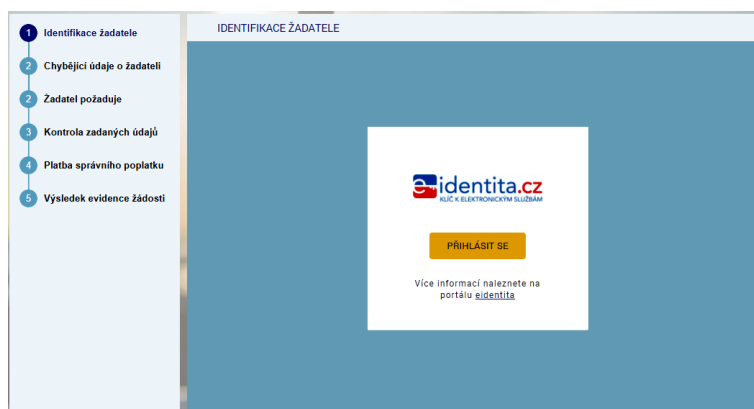 1 Identifikace žadatele
2 Chybějící údaje o žadateli
2 Žadatel požaduje
3 Kontrola zadaných údajů
4 Platba správního poplatku
5 Výsledek evidence žádosti
IDENTIFIKACE ŽADATELE
e-identita.cz
KLÍČ K ELEKTRONICKÝM SLUŽBÁM
PŘIHLÁSIT SE
Více informací naleznete na
portálu eidentita